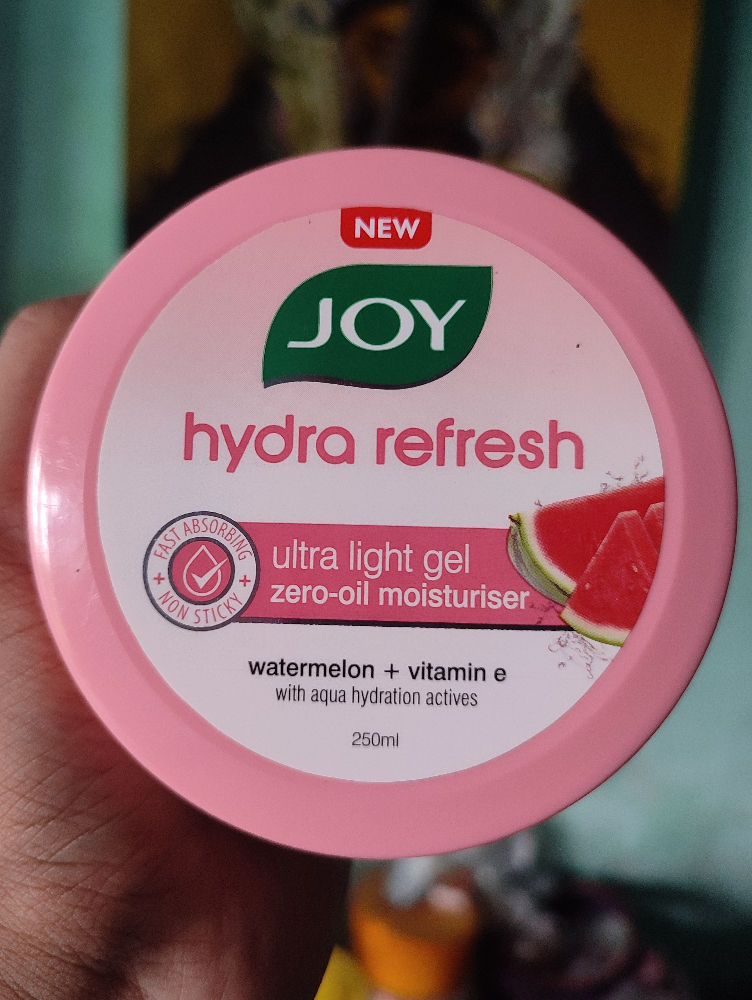 NEW
JOY
hydra refresh
FAST ABSORBING
+ +
NON STICKY
ultra light gel
zero-oil moisturiser
watermelon + vitamin e
with aqua hydration actives
250ml